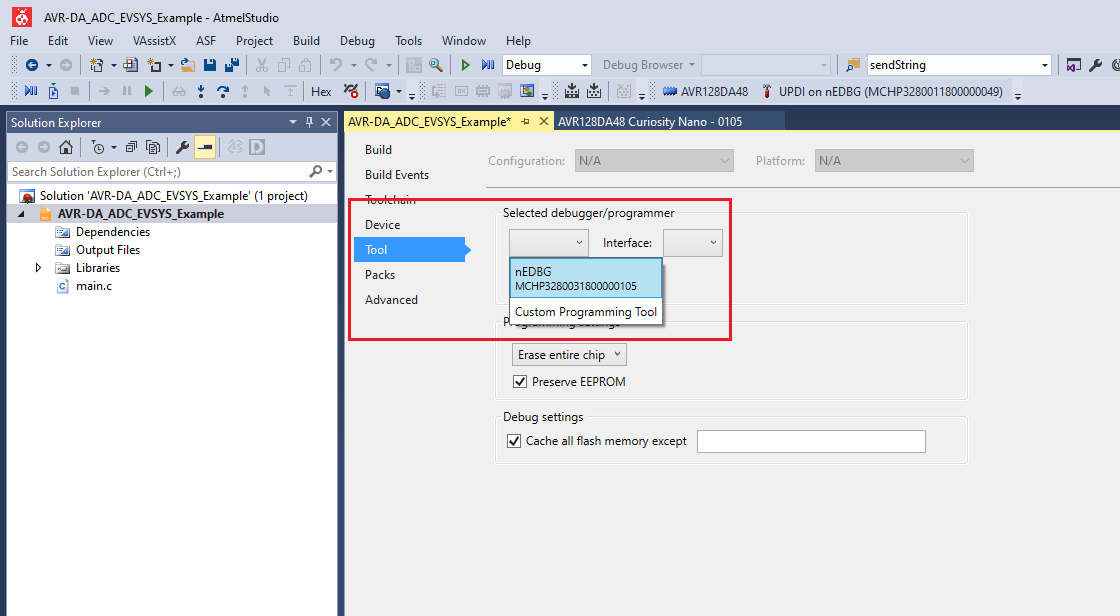 AVR-DA_ADC_EVSYS_Example - AtmelStudio
File Edit View VAssistX ASF Project Build Debug Tools Window Help
Debug Debug Browser sendString
Hex AVR128DA48 UPDI on nEDBG (MCHP3280011800000049)
Solution Explorer
Search Solution Explorer (Ctrl+;)
Solution 'AVR-DA_ADC_EVSYS_Example' (1 project)
AVR-DA_ADC_EVSYS_Example
Dependencies
Output Files
Libraries
main.c
AVR-DA_ADC_EVSYS_Example* AVR128DA48 Curiosity Nano - 0105
Build
Build Events
Toolchain
Device
Tool
Packs
Advanced
Configuration: N/A Platform: N/A
Selected debugger/programmer
Interface:
nEDBG
MCHP3280031800000105
Custom Programming Tool
Programming settings
Erase entire chip
Preserve EEPROM
Debug settings
Cache all flash memory except